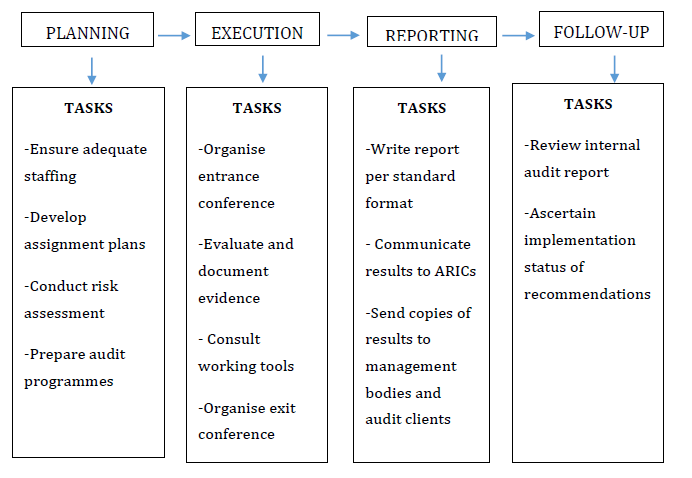 PLANNING
EXECUTION
REPORTING
FOLLOW-UP
TASKS
-Ensure adequate
staffing
-Develop
assignment plans
-Conduct risk
assessment
-Prepare audit
programmes
TASKS
-Organise
entrance
conference
-Evaluate and
document
evidence
- Consult
working tools
-Organise exit
conference
TASKS
-Write report
per standard
format
- Communicate
results to ARICs
-Send copies of
results to
management
bodies and
audit clients
TASKS
-Review internal
audit report
-Ascertain
implementation
status of
recommendations